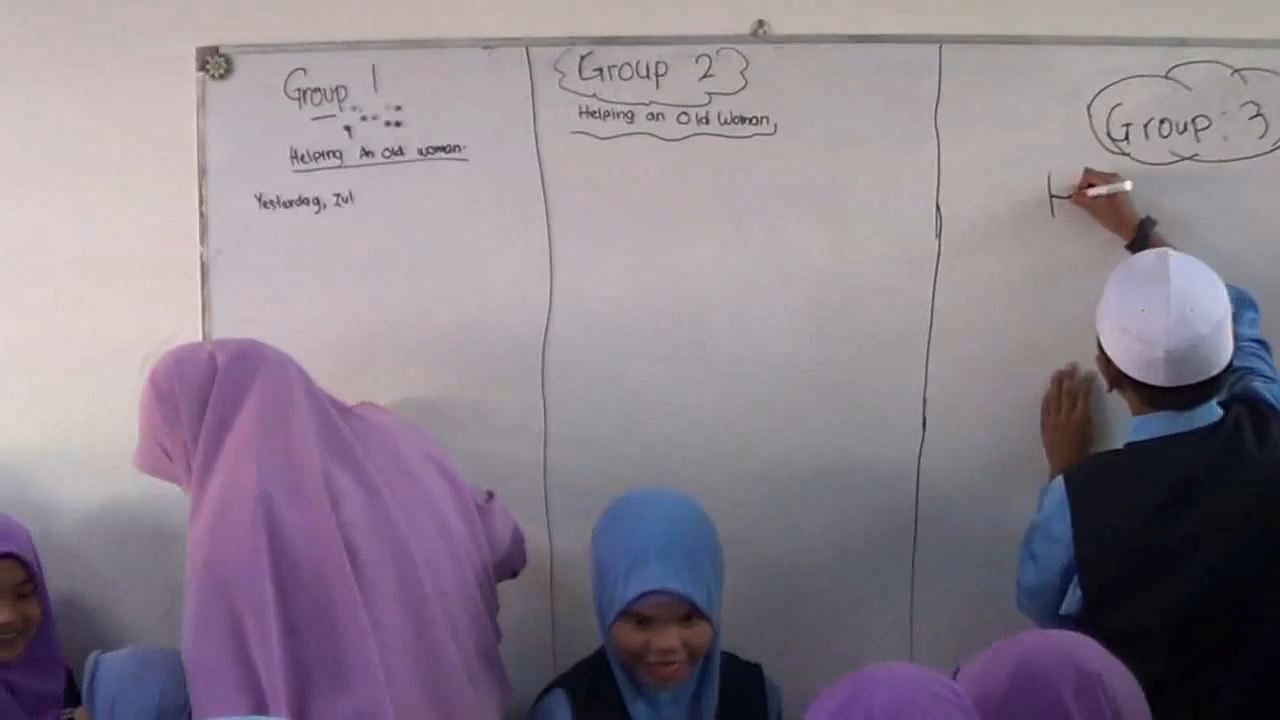 Group 1
Helping An Old woman.
Yesterday, Zul
Group 2
Helping an Old Woman,
Group : 3
H